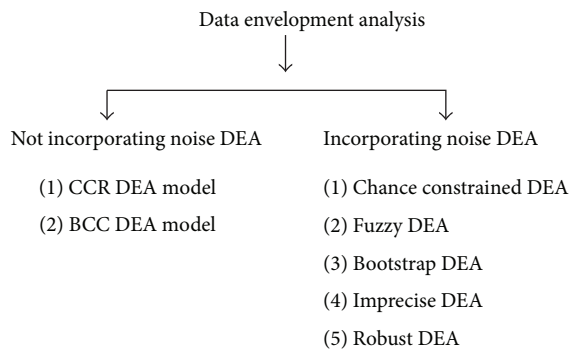 Data envelopment analysis
Not incorporating noise DEA
(1) CCR DEA model
(2) BCC DEA model
Incorporating noise DEA
(1) Chance constrained DEA
(2) Fuzzy DEA
(3) Bootstrap DEA
(4) Imprecise DEA
(5) Robust DEA